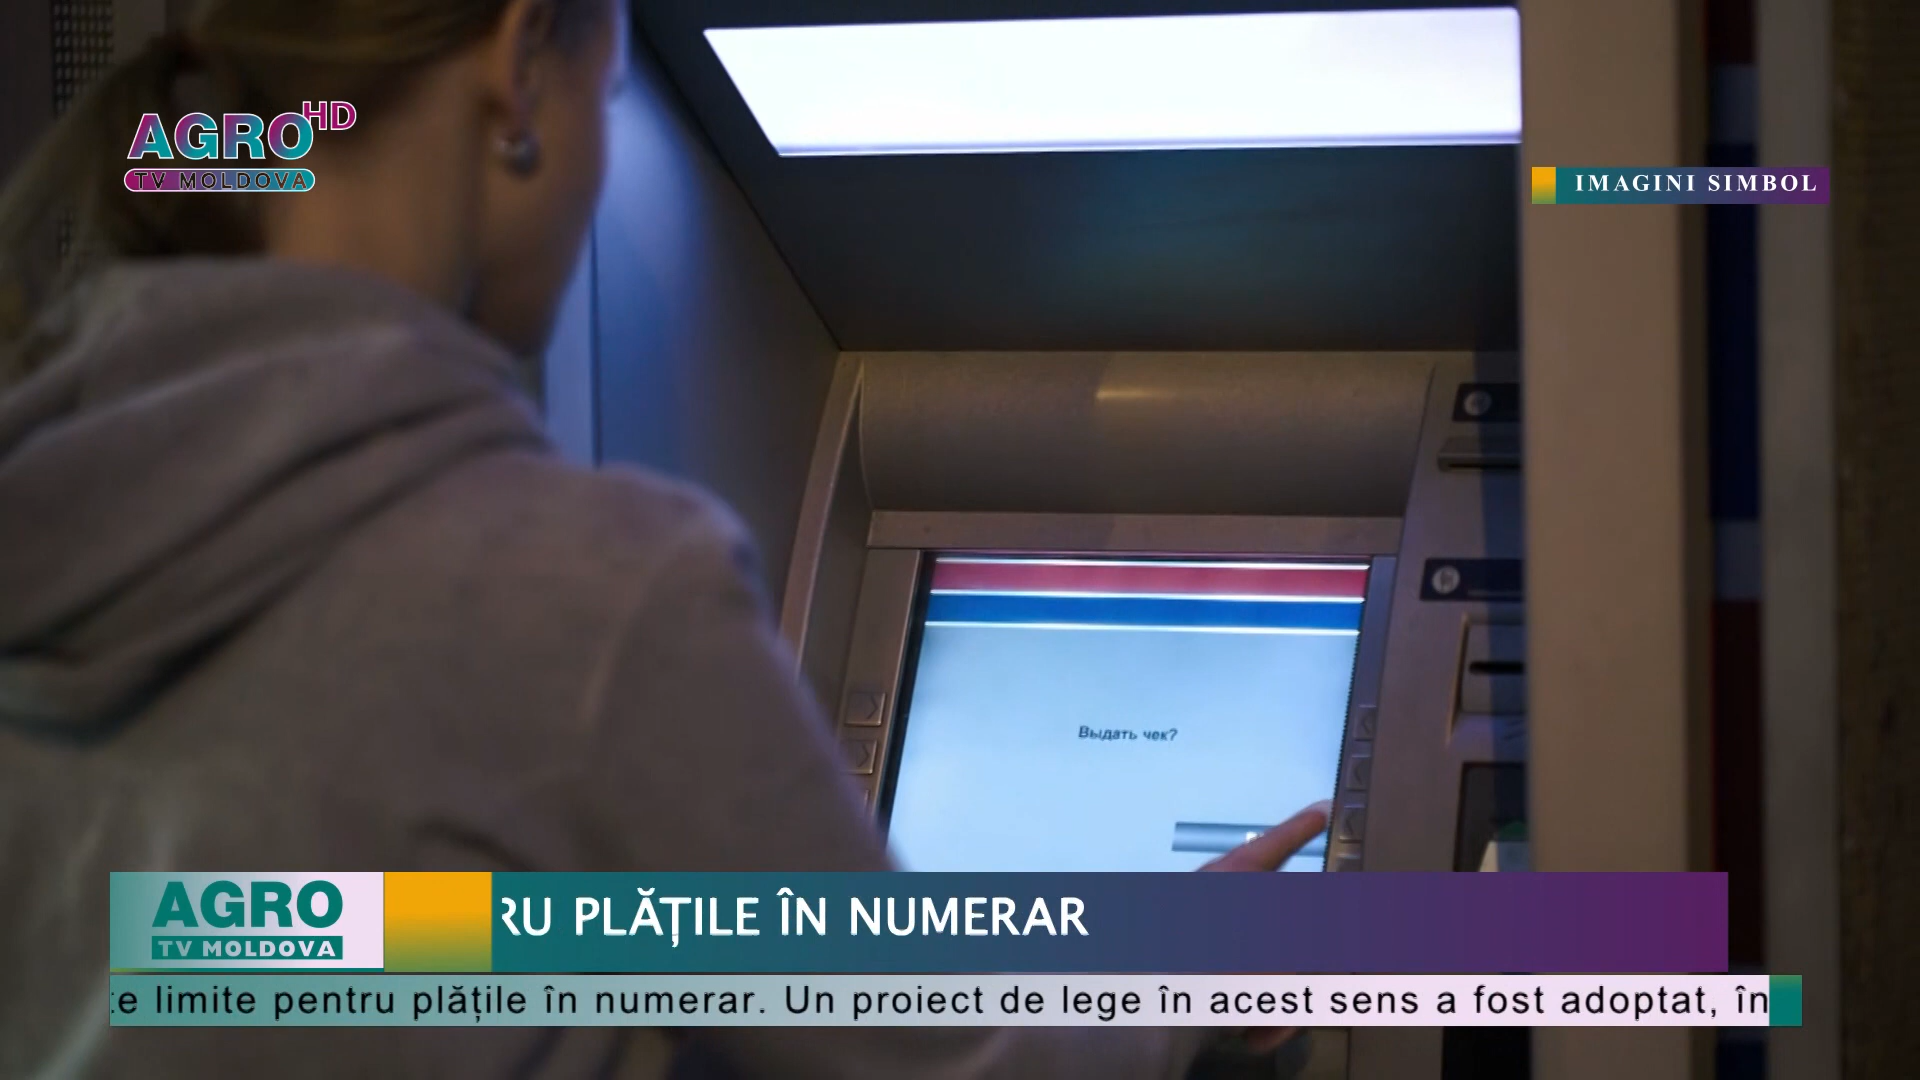 AGRO HD
TV MOLDOVA
IMAGINI SIMBOL
Выдать чек?
AGRO
TV MOLDOVA
RU PLĂȚILE ÎN NUMERAR
te limite pentru plățile în numerar. Un proiect de lege în acest sens a fost adoptat, în